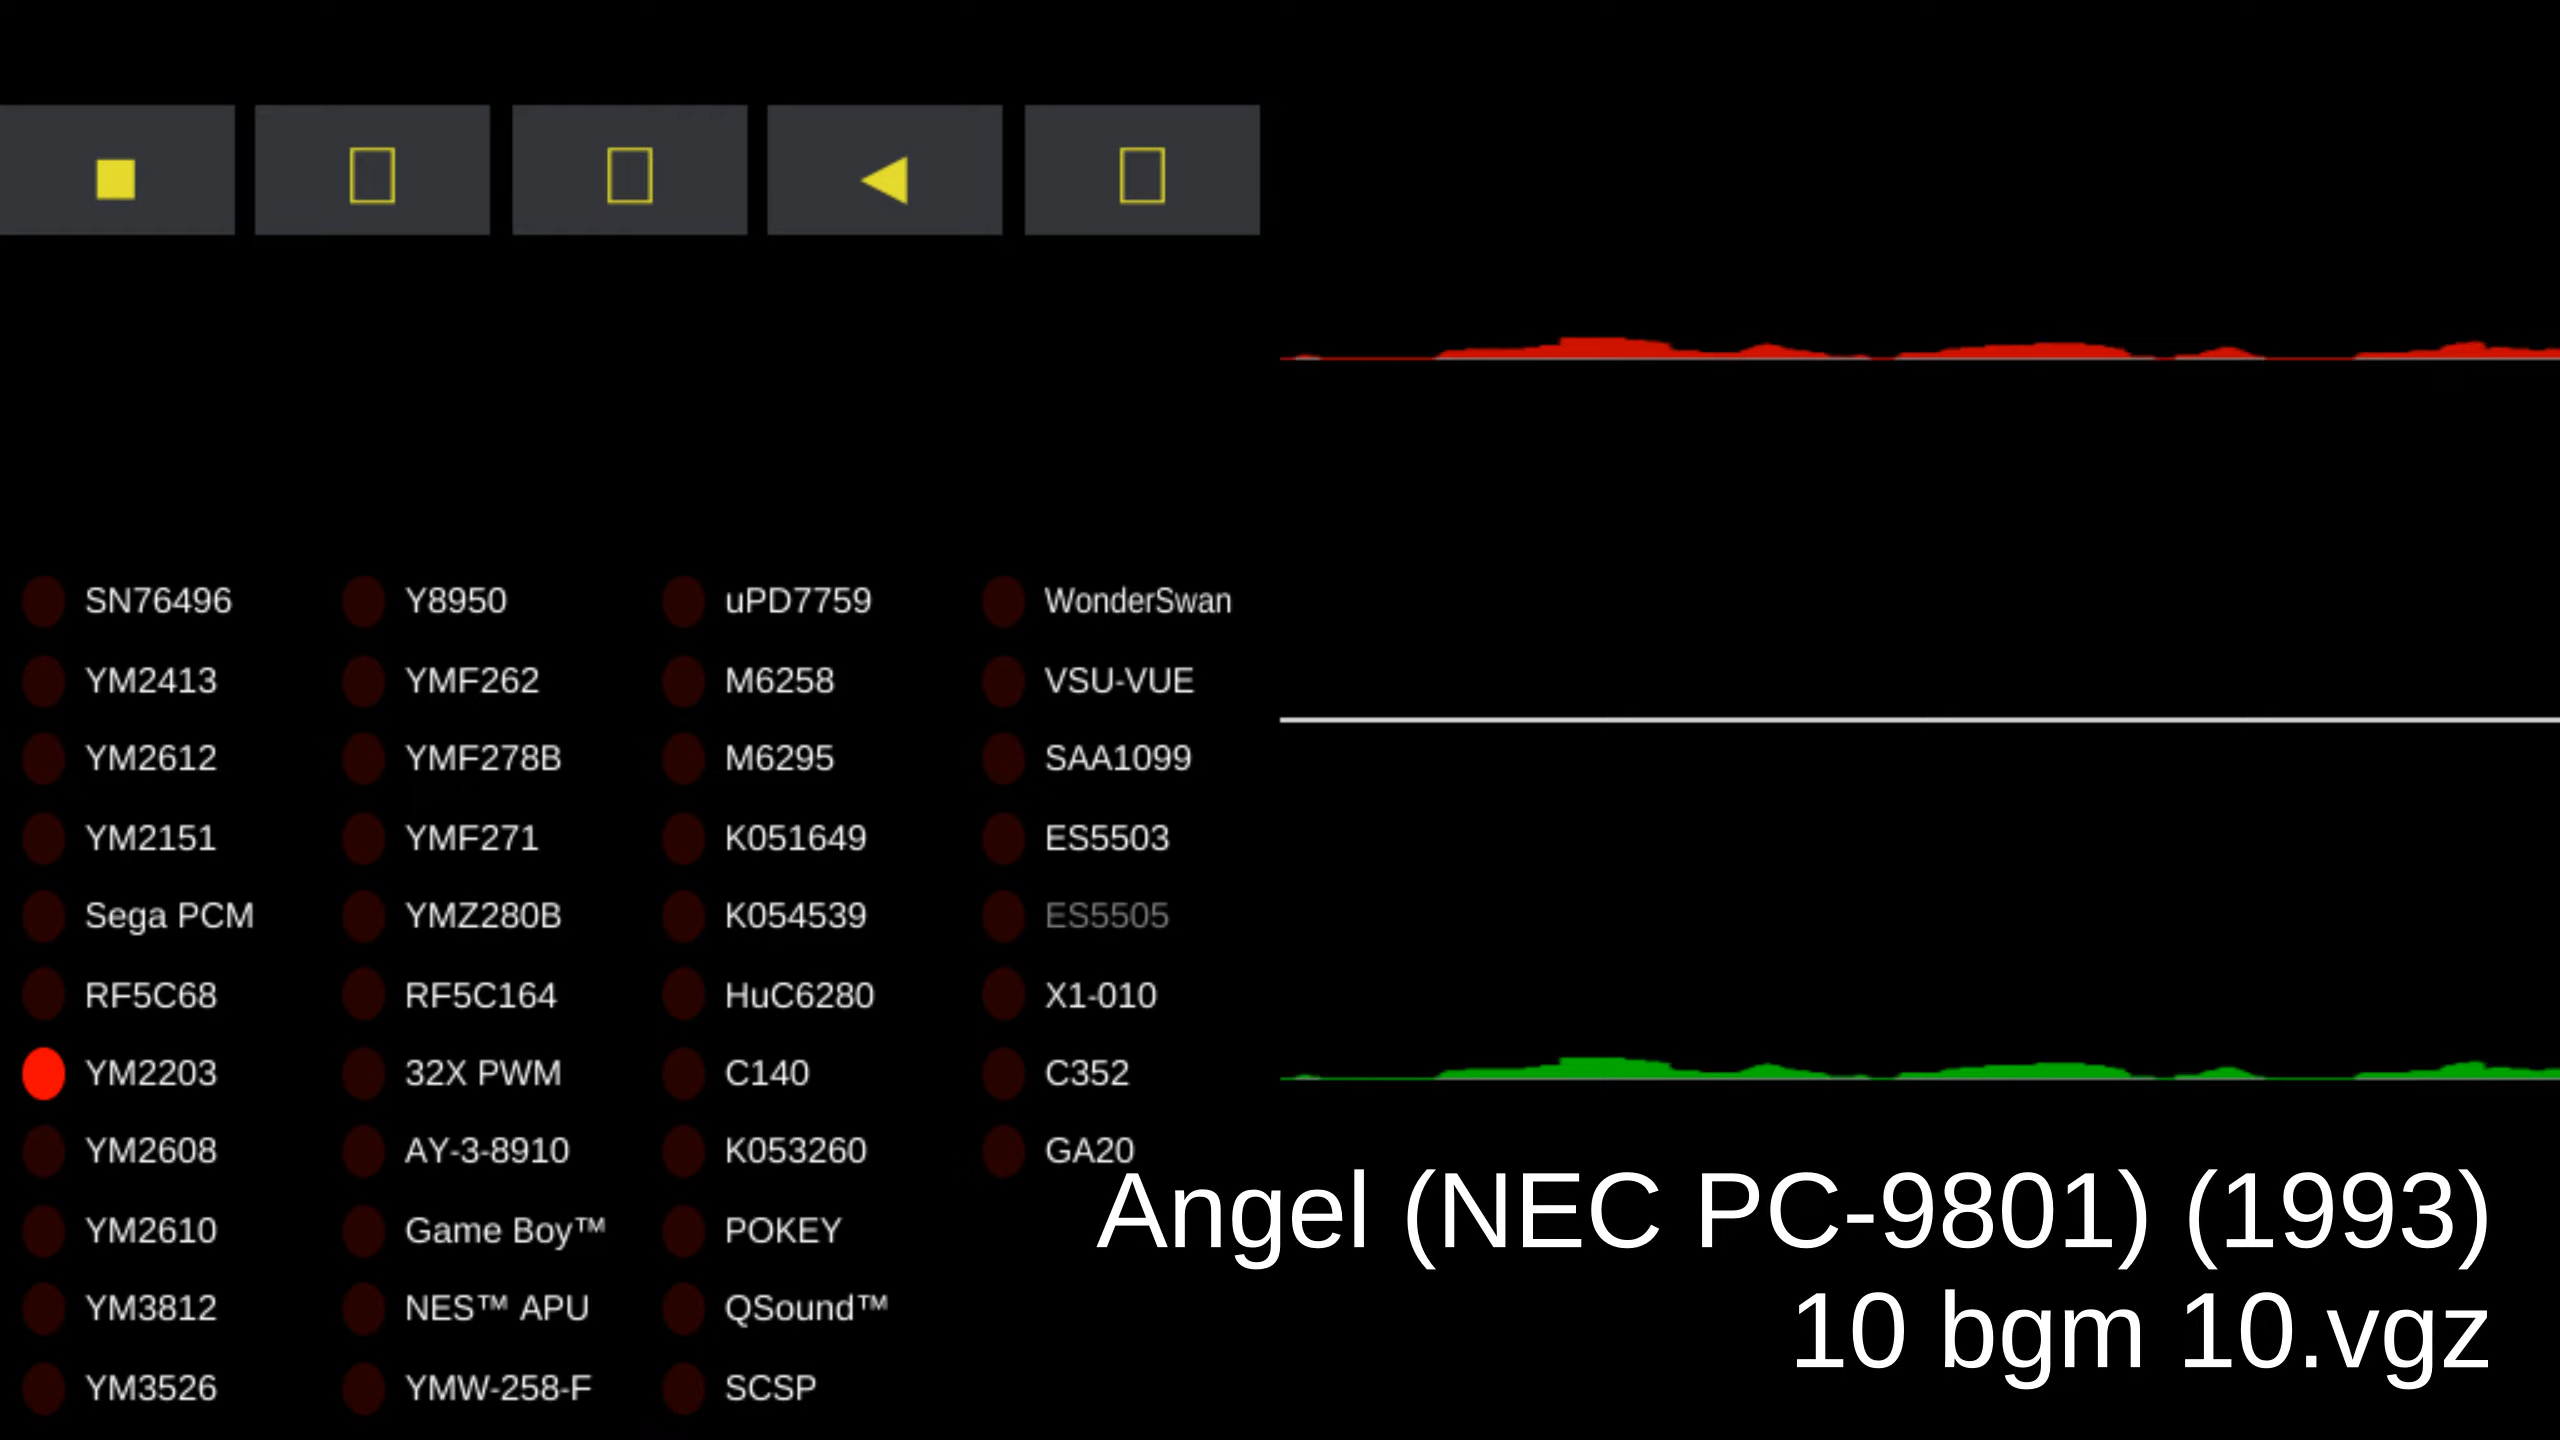 SN76496 Y8950 uPD7759 WonderSwan
YM2413 YMF262 M6258 VSU-VUE
YM2612 YMF278B M6295 SAA1099
YM2151 YMF271 K051649 ES5503
Sega PCM YMZ280B K054539 ES5505
RF5C68 RF5C164 HuC6280 X1-010
YM2203 32X PWM C140 C352
YM2608 AY-3-8910 K053260 GA20
YM2610 Game Boy™ POKEY
YM3812 NES™ APU QSound™
YM3526 YMW-258-F SCSP
Angel (NEC PC-9801) (1993)
10 bgm 10.vgz